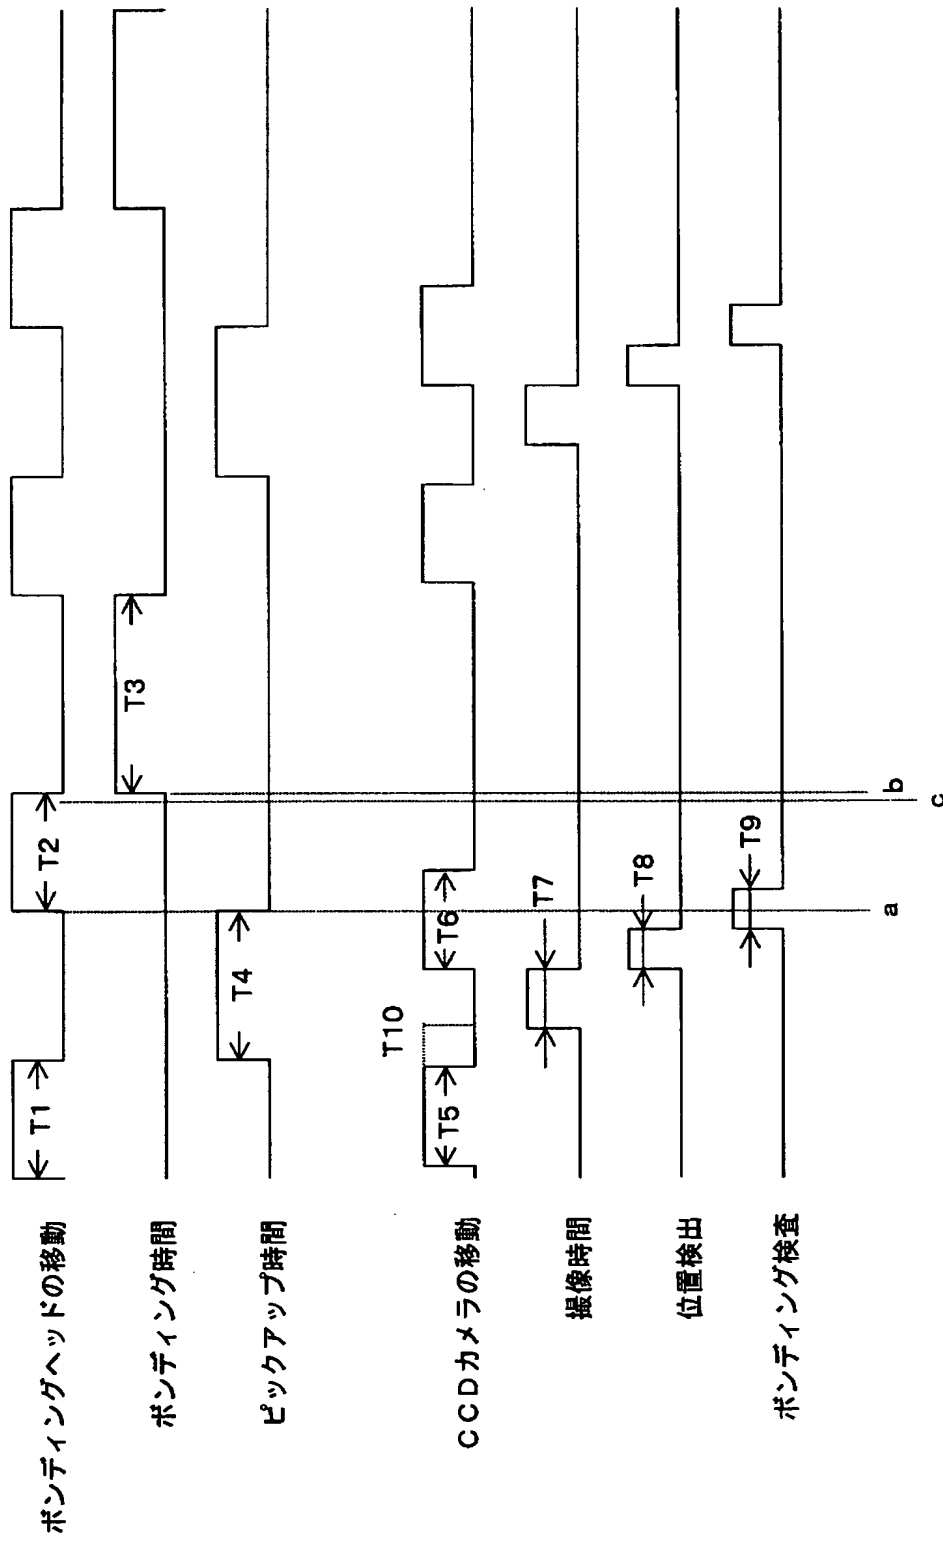 ボンディングヘッドの移動
T1
T2
ボンディング時間
T3
ピックアップ時間
T4
CCDカメラの移動
T5
T10
T6
撮像時間
T7
位置検出
T8
ボンディング検査
T9
a
b
c